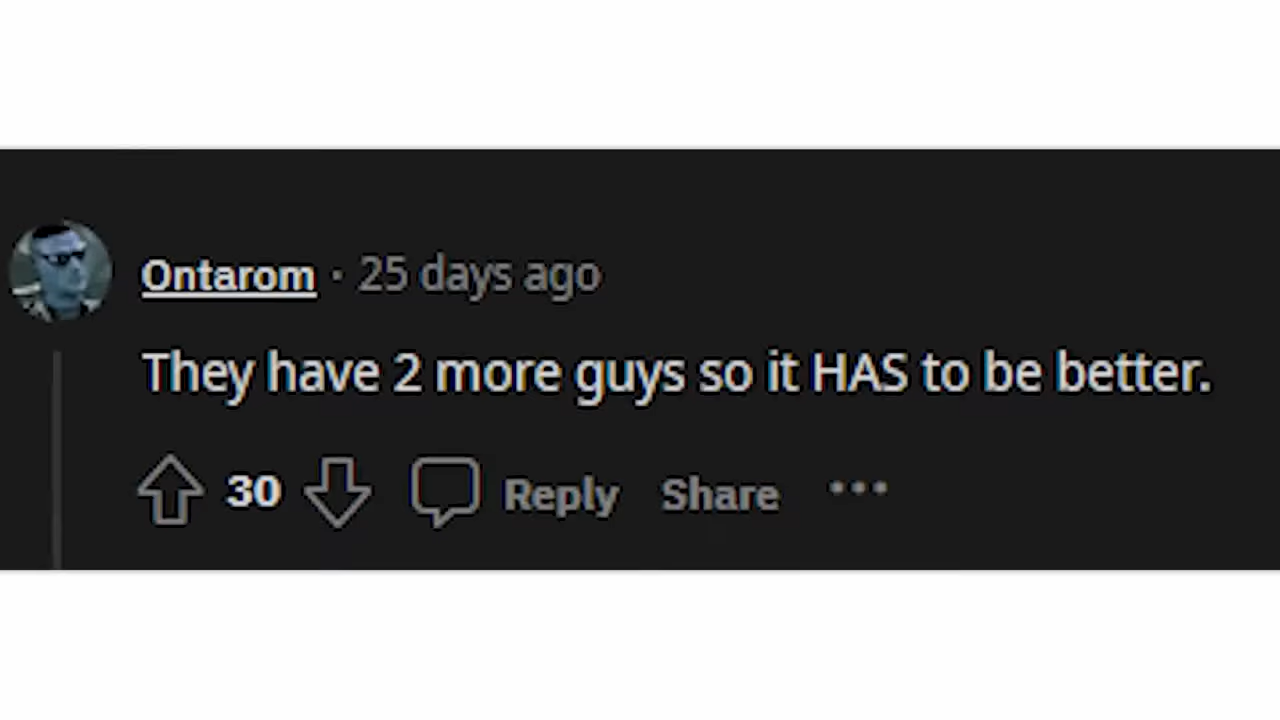 Ontarom · 25 days ago
They have 2 more guys so it HAS to be better.
30 Reply Share ···